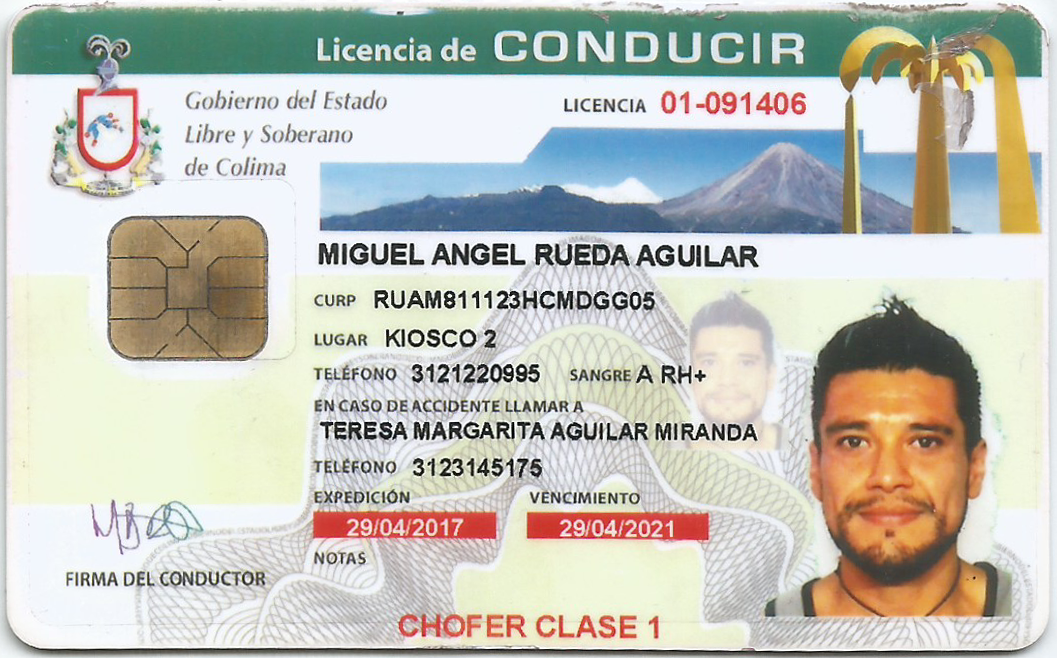 Licencia de CONDUCIR
Gobierno del Estado
Libre y Soberano
de Colima
LICENCIA 01-091406
MIGUEL ANGEL RUEDA AGUILAR
CURP RUAM811123HCMDGG05
LUGAR KIOSCO 2
TELÉFONO 3121220995 SANGRE A RH+
EN CASO DE ACCIDENTE LLAMAR A
TERESA MARGARITA AGUILAR MIRANDA
TELÉFONO 3123145175
EXPEDICIÓN VENCIMIENTO
29/04/2017 29/04/2021
NOTAS
FIRMA DEL CONDUCTOR
CHOFER CLASE 1